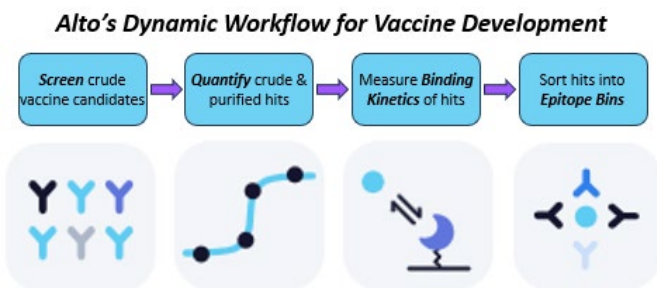 Alto's Dynamic Workflow for Vaccine Development
Screen crude
vaccine candidates
Quantify crude &
purified hits
Measure Binding
Kinetics of hits
Sort hits into
Epitope Bins